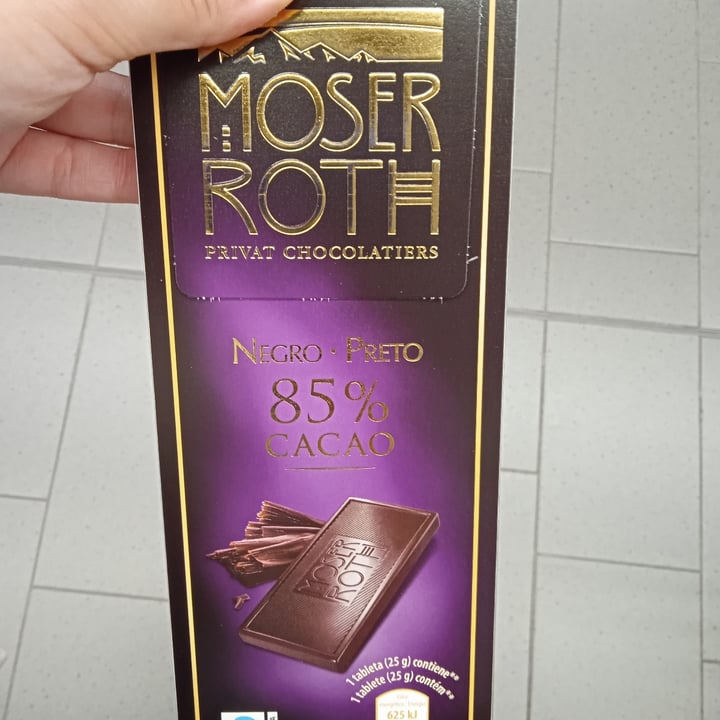 MOSER
ROTH
PRIVAT CHOCOLATIERS
NEGRO · PRETO
85%
CACAO
MOSER
ROTH
1 tableta (25 g) contiene**
1 tablete (25 g) contém**
625 kJ